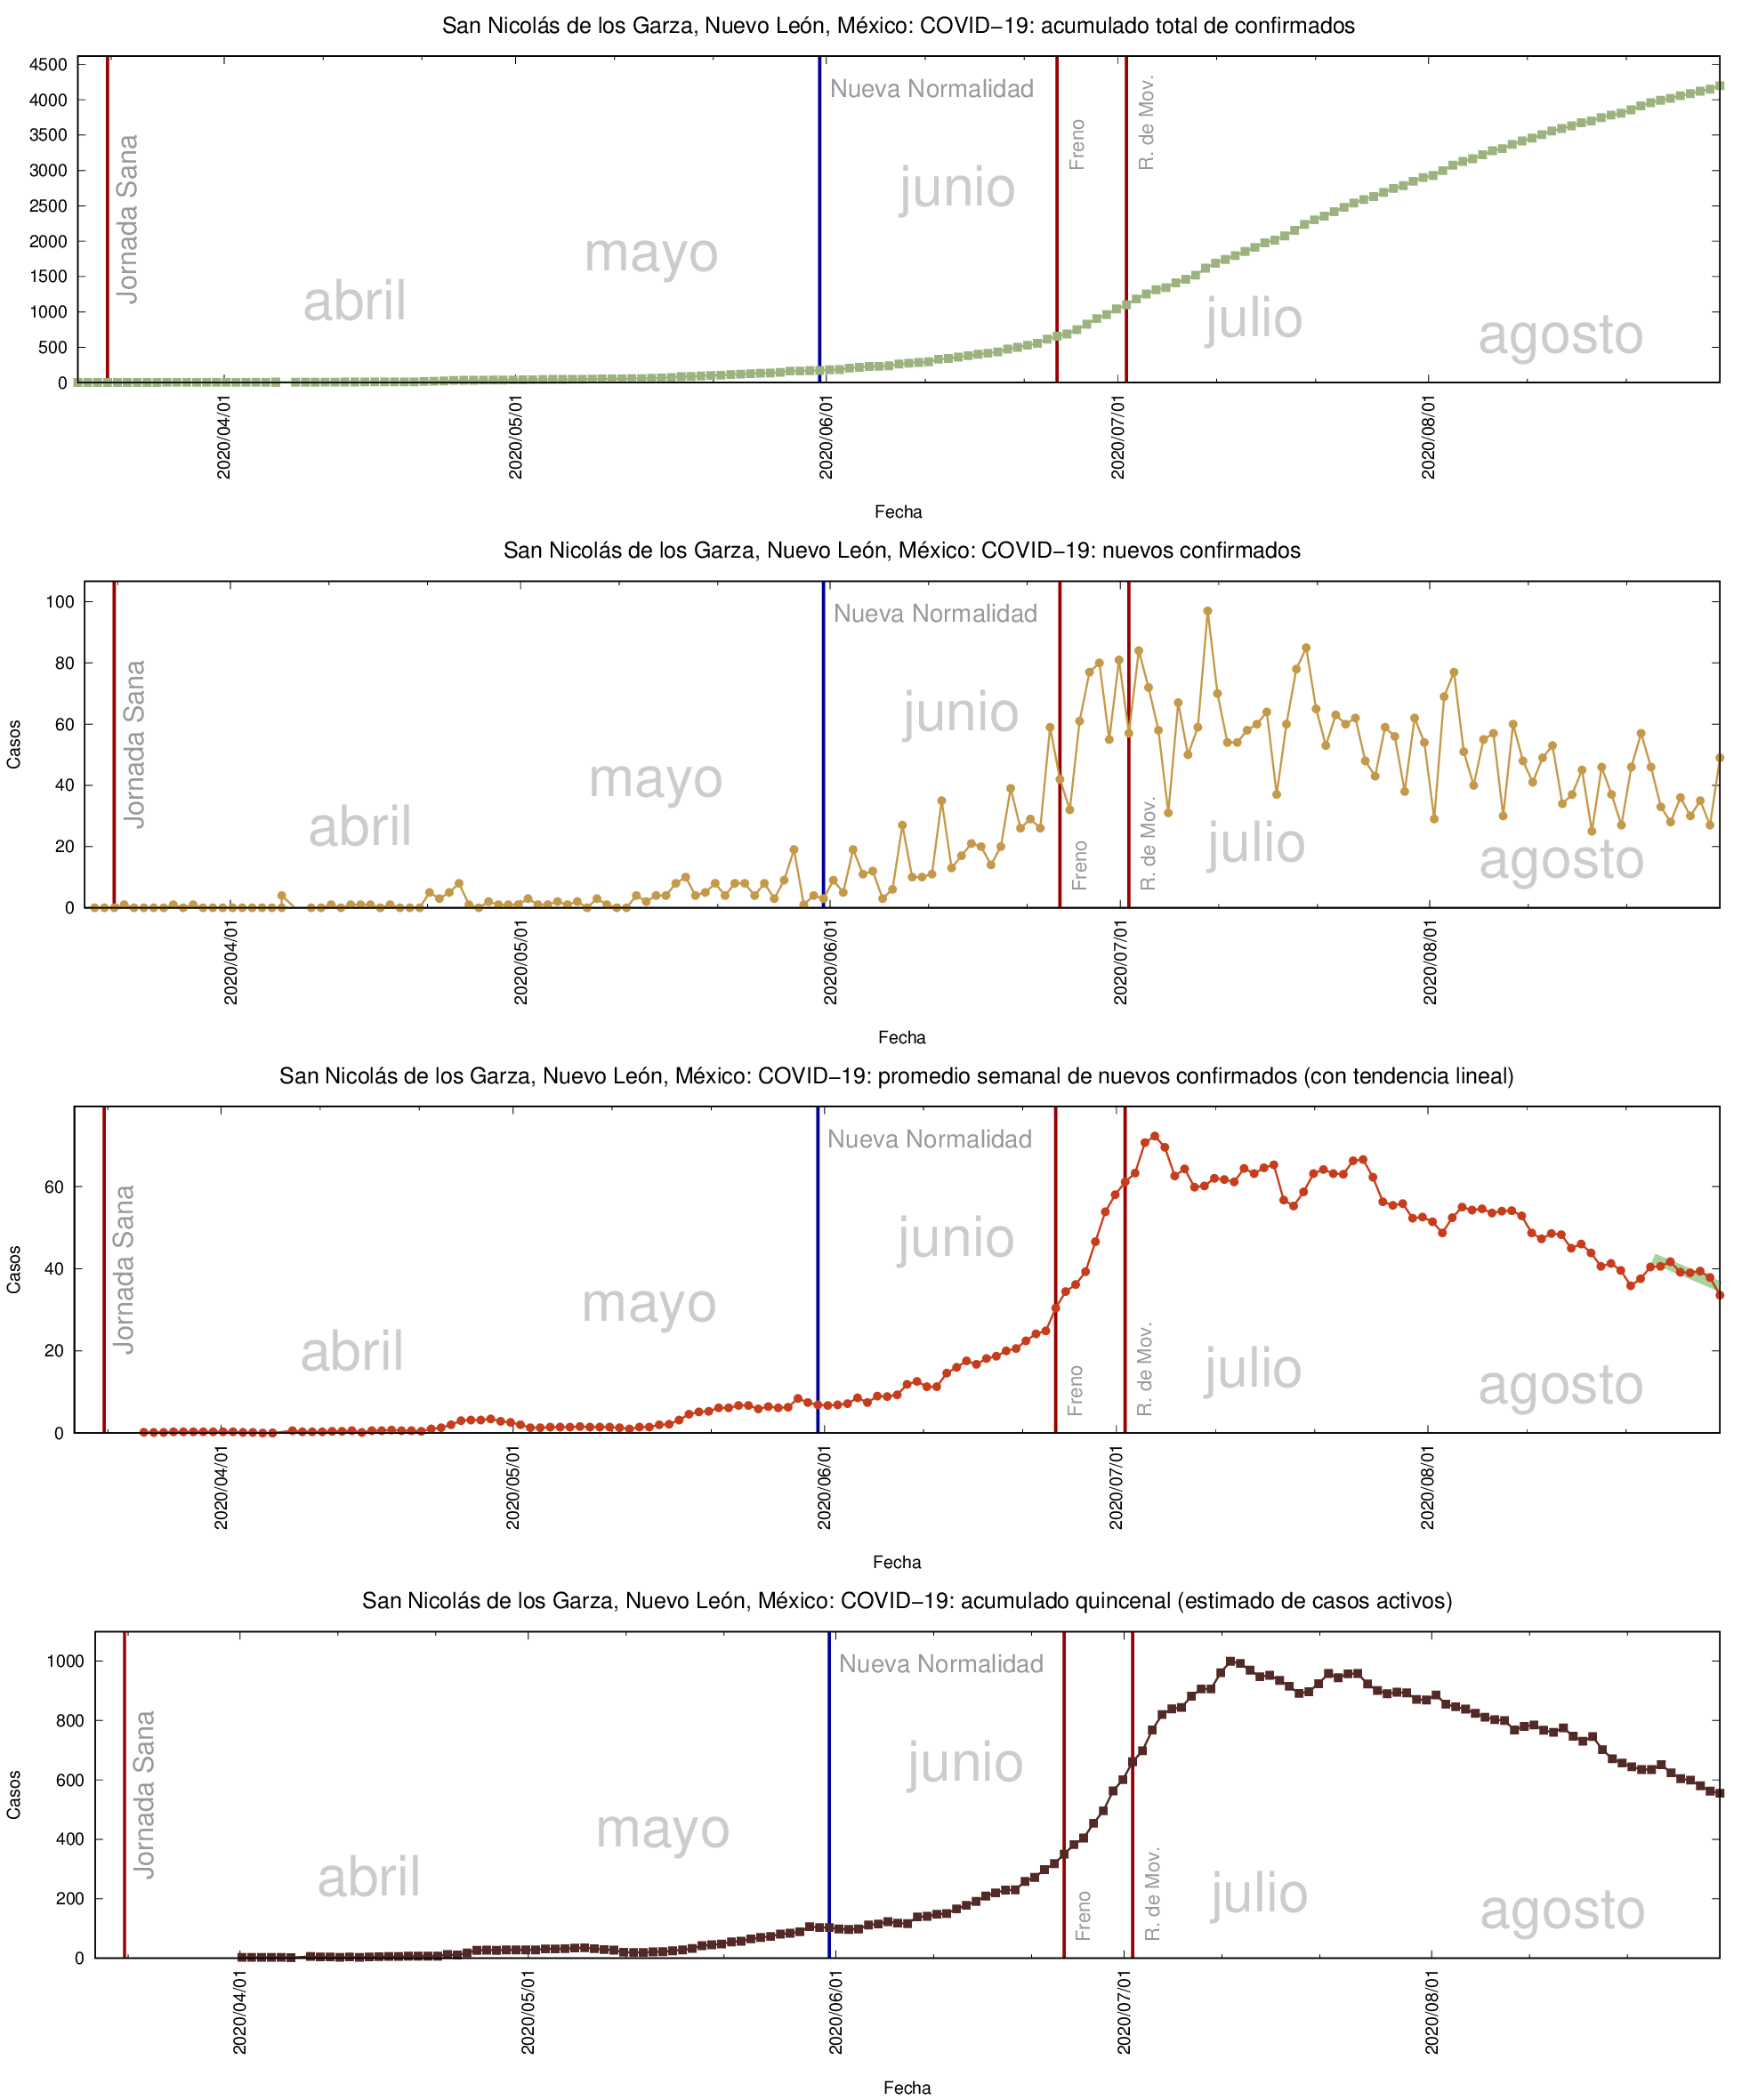 San Nicolás de los Garza, Nuevo León, México: COVID−19: acumulado total de confirmados
4500
4000
3500
3000
2500
2000
1500
1000
500
0
Jornada Sana
abril
mayo
Nueva Normalidad
junio
Freno
R. de Mov.
julio
agosto
2020/04/01
2020/05/01
2020/06/01
2020/07/01
2020/08/01
Fecha
San Nicolás de los Garza, Nuevo León, México: COVID−19: nuevos confirmados
Casos
100
80
60
40
20
0
Jornada Sana
abril
mayo
Nueva Normalidad
junio
Freno
R. de Mov.
julio
agosto
2020/04/01
2020/05/01
2020/06/01
2020/07/01
2020/08/01
Fecha
San Nicolás de los Garza, Nuevo León, México: COVID−19: promedio semanal de nuevos confirmados (con tendencia lineal)
Casos
60
40
20
0
Jornada Sana
abril
mayo
Nueva Normalidad
junio
Freno
R. de Mov.
julio
agosto
2020/04/01
2020/05/01
2020/06/01
2020/07/01
2020/08/01
Fecha
San Nicolás de los Garza, Nuevo León, México: COVID−19: acumulado quincenal (estimado de casos activos)
Casos
1000
800
600
400
200
0
Jornada Sana
abril
mayo
Nueva Normalidad
junio
Freno
R. de Mov.
julio
agosto
2020/04/01
2020/05/01
2020/06/01
2020/07/01
2020/08/01
Fecha